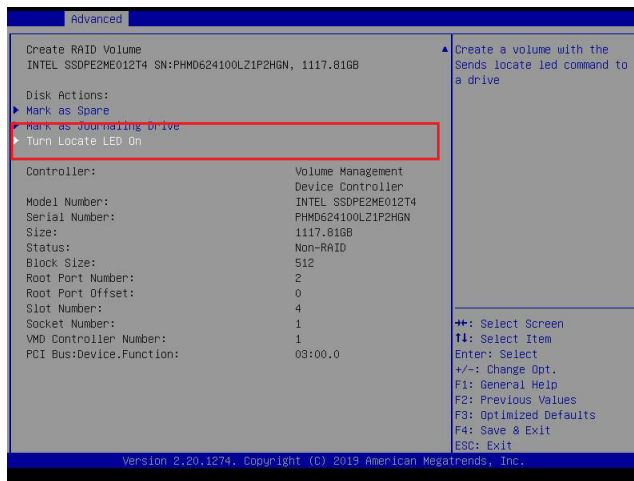 Advanced
Create RAID Volume
INTEL SSDPE2ME012T4 SN:PHMD624100LZ1P2HGN, 1117.81GB
Disk Actions:
Mark as Spare
Mark as Journaling Drive
Turn Locate LED On
Controller: Volume Management
Device Controller
Model Number: INTEL SSDPE2ME012T4
Serial Number: PHMD624100LZ1P2HGN
Size: 1117.81GB
Status: Non-RAID
Block Size: 512
Root Port Number: 2
Root Port Offset: 0
Slot Number: 4
Socket Number: 1
VMD Controller Number: 1
PCI Bus:Device.Function: 03:00.0
Create a volume with the
Sends locate led command to
a drive
→←: Select Screen
↑↓: Select Item
Enter: Select
+/-: Change Opt.
F1: General Help
F2: Previous Values
F3: Optimized Defaults
F4: Save & Exit
ESC: Exit
Version 2.20.1274. Copyright (C) 2019 American Megatrends, Inc.